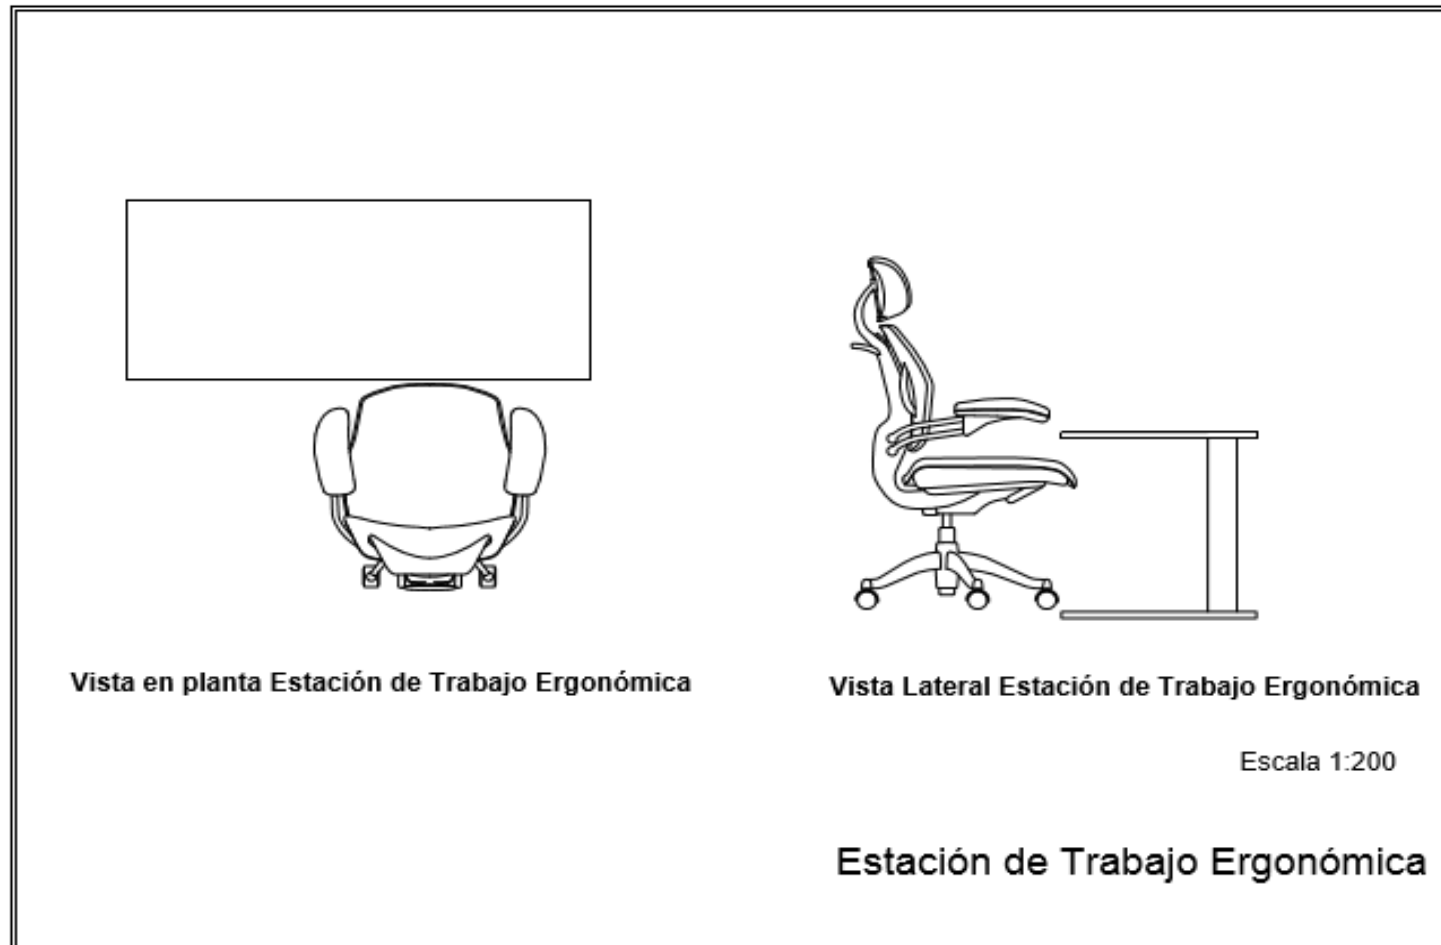 Vista en planta Estación de Trabajo Ergonómica
Vista Lateral Estación de Trabajo Ergonómica
Escala 1:200
Estación de Trabajo Ergonómica